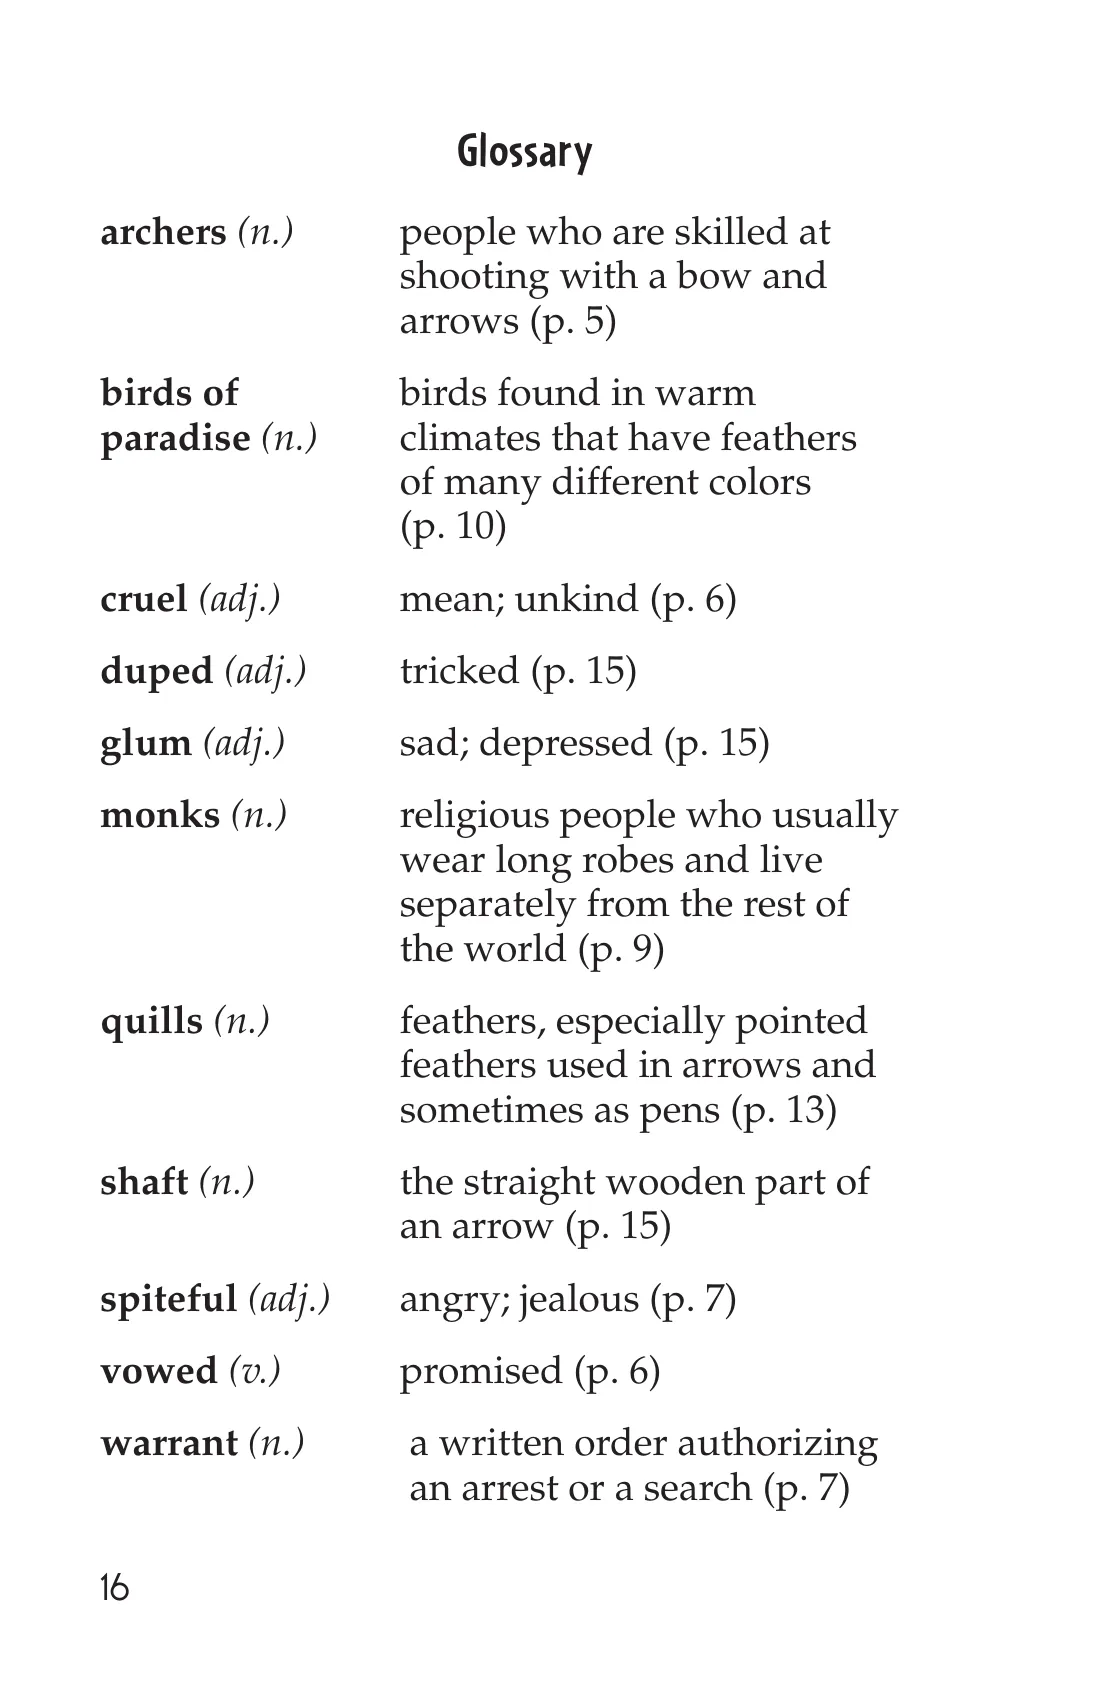 Glossary
archers (n.) people who are skilled at
shooting with a bow and
arrows (p. 5)
birds of birds found in warm
paradise (n.) climates that have feathers
of many different colors
(p. 10)
cruel (adj.) mean; unkind (p. 6)
duped (adj.) tricked (p. 15)
glum (adj.) sad; depressed (p. 15)
monks (n.) religious people who usually
wear long robes and live
separately from the rest of
the world (p. 9)
quills (n.) feathers, especially pointed
feathers used in arrows and
sometimes as pens (p. 13)
shaft (n.) the straight wooden part of
an arrow (p. 15)
spiteful (adj.) angry; jealous (p. 7)
vowed (v.) promised (p. 6)
warrant (n.) a written order authorizing
an arrest or a search (p. 7)
16